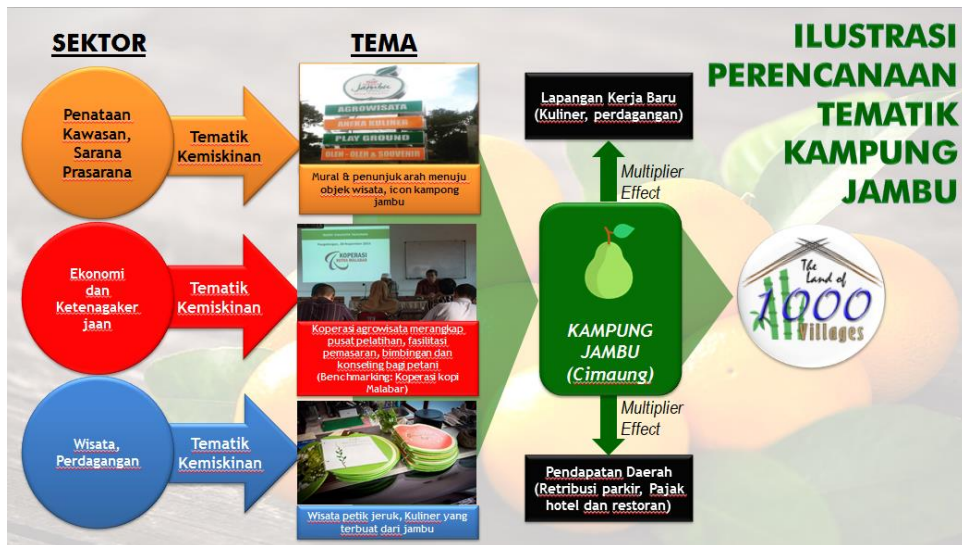 SEKTOR
TEMA
ILUSTRASI
PERENCANAAN
TEMATIK
KAMPUNG
JAMBU
Penataan
Kawasan,
Sarana
Prasarana
Tematik
Kemiskinan
Jambu
AGROWISATA
ANEKA KULINER
PLAY GROUND
OLEH - OLEH & SOUVENIR
Mural & penunjuk arah menuju
objek wisata, icon kampong
jambu
Ekonomi
dan
Ketenagaker
jaan
Tematik
Kemiskinan
KOPERASI
Koperasi agrowisata merangkap
pusat pelatihan, fasilitasi
pemasaran, bimbingan dan
konseling bagi petani
(Benchmarking: Koperasi kopi
Malabar)
Wisata,
Perdagangan
Tematik
Kemiskinan
Wisata petik jeruk, Kuliner yang
terbuat dari jambu
Lapangan Kerja Baru
(Kuliner, perdagangan)
Multiplier
Effect
KAMPUNG
JAMBU
(Cimaung)
Multiplier
Effect
Pendapatan Daerah
(Retribusi parkir, Pajak
hotel dan restoran)
The
Land of
1000
Villages